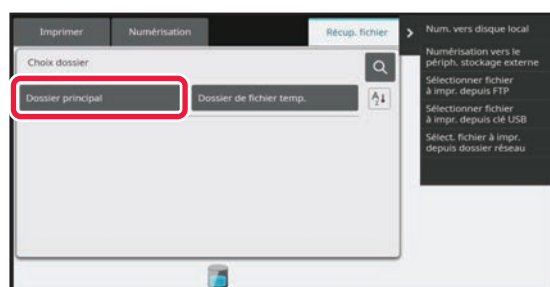 Imprimer
Numérisation
Récup. fichier
Choix dossier
Dossier principal
Dossier de fichier temp.
Num. vers disque local
Numérisation vers le
périph. stockage externe
Sélectionner fichier
à impr. depuis FTP
Sélectionner fichier
à impr. depuis clé USB
Sélect. fichier à impr.
depuis dossier réseau